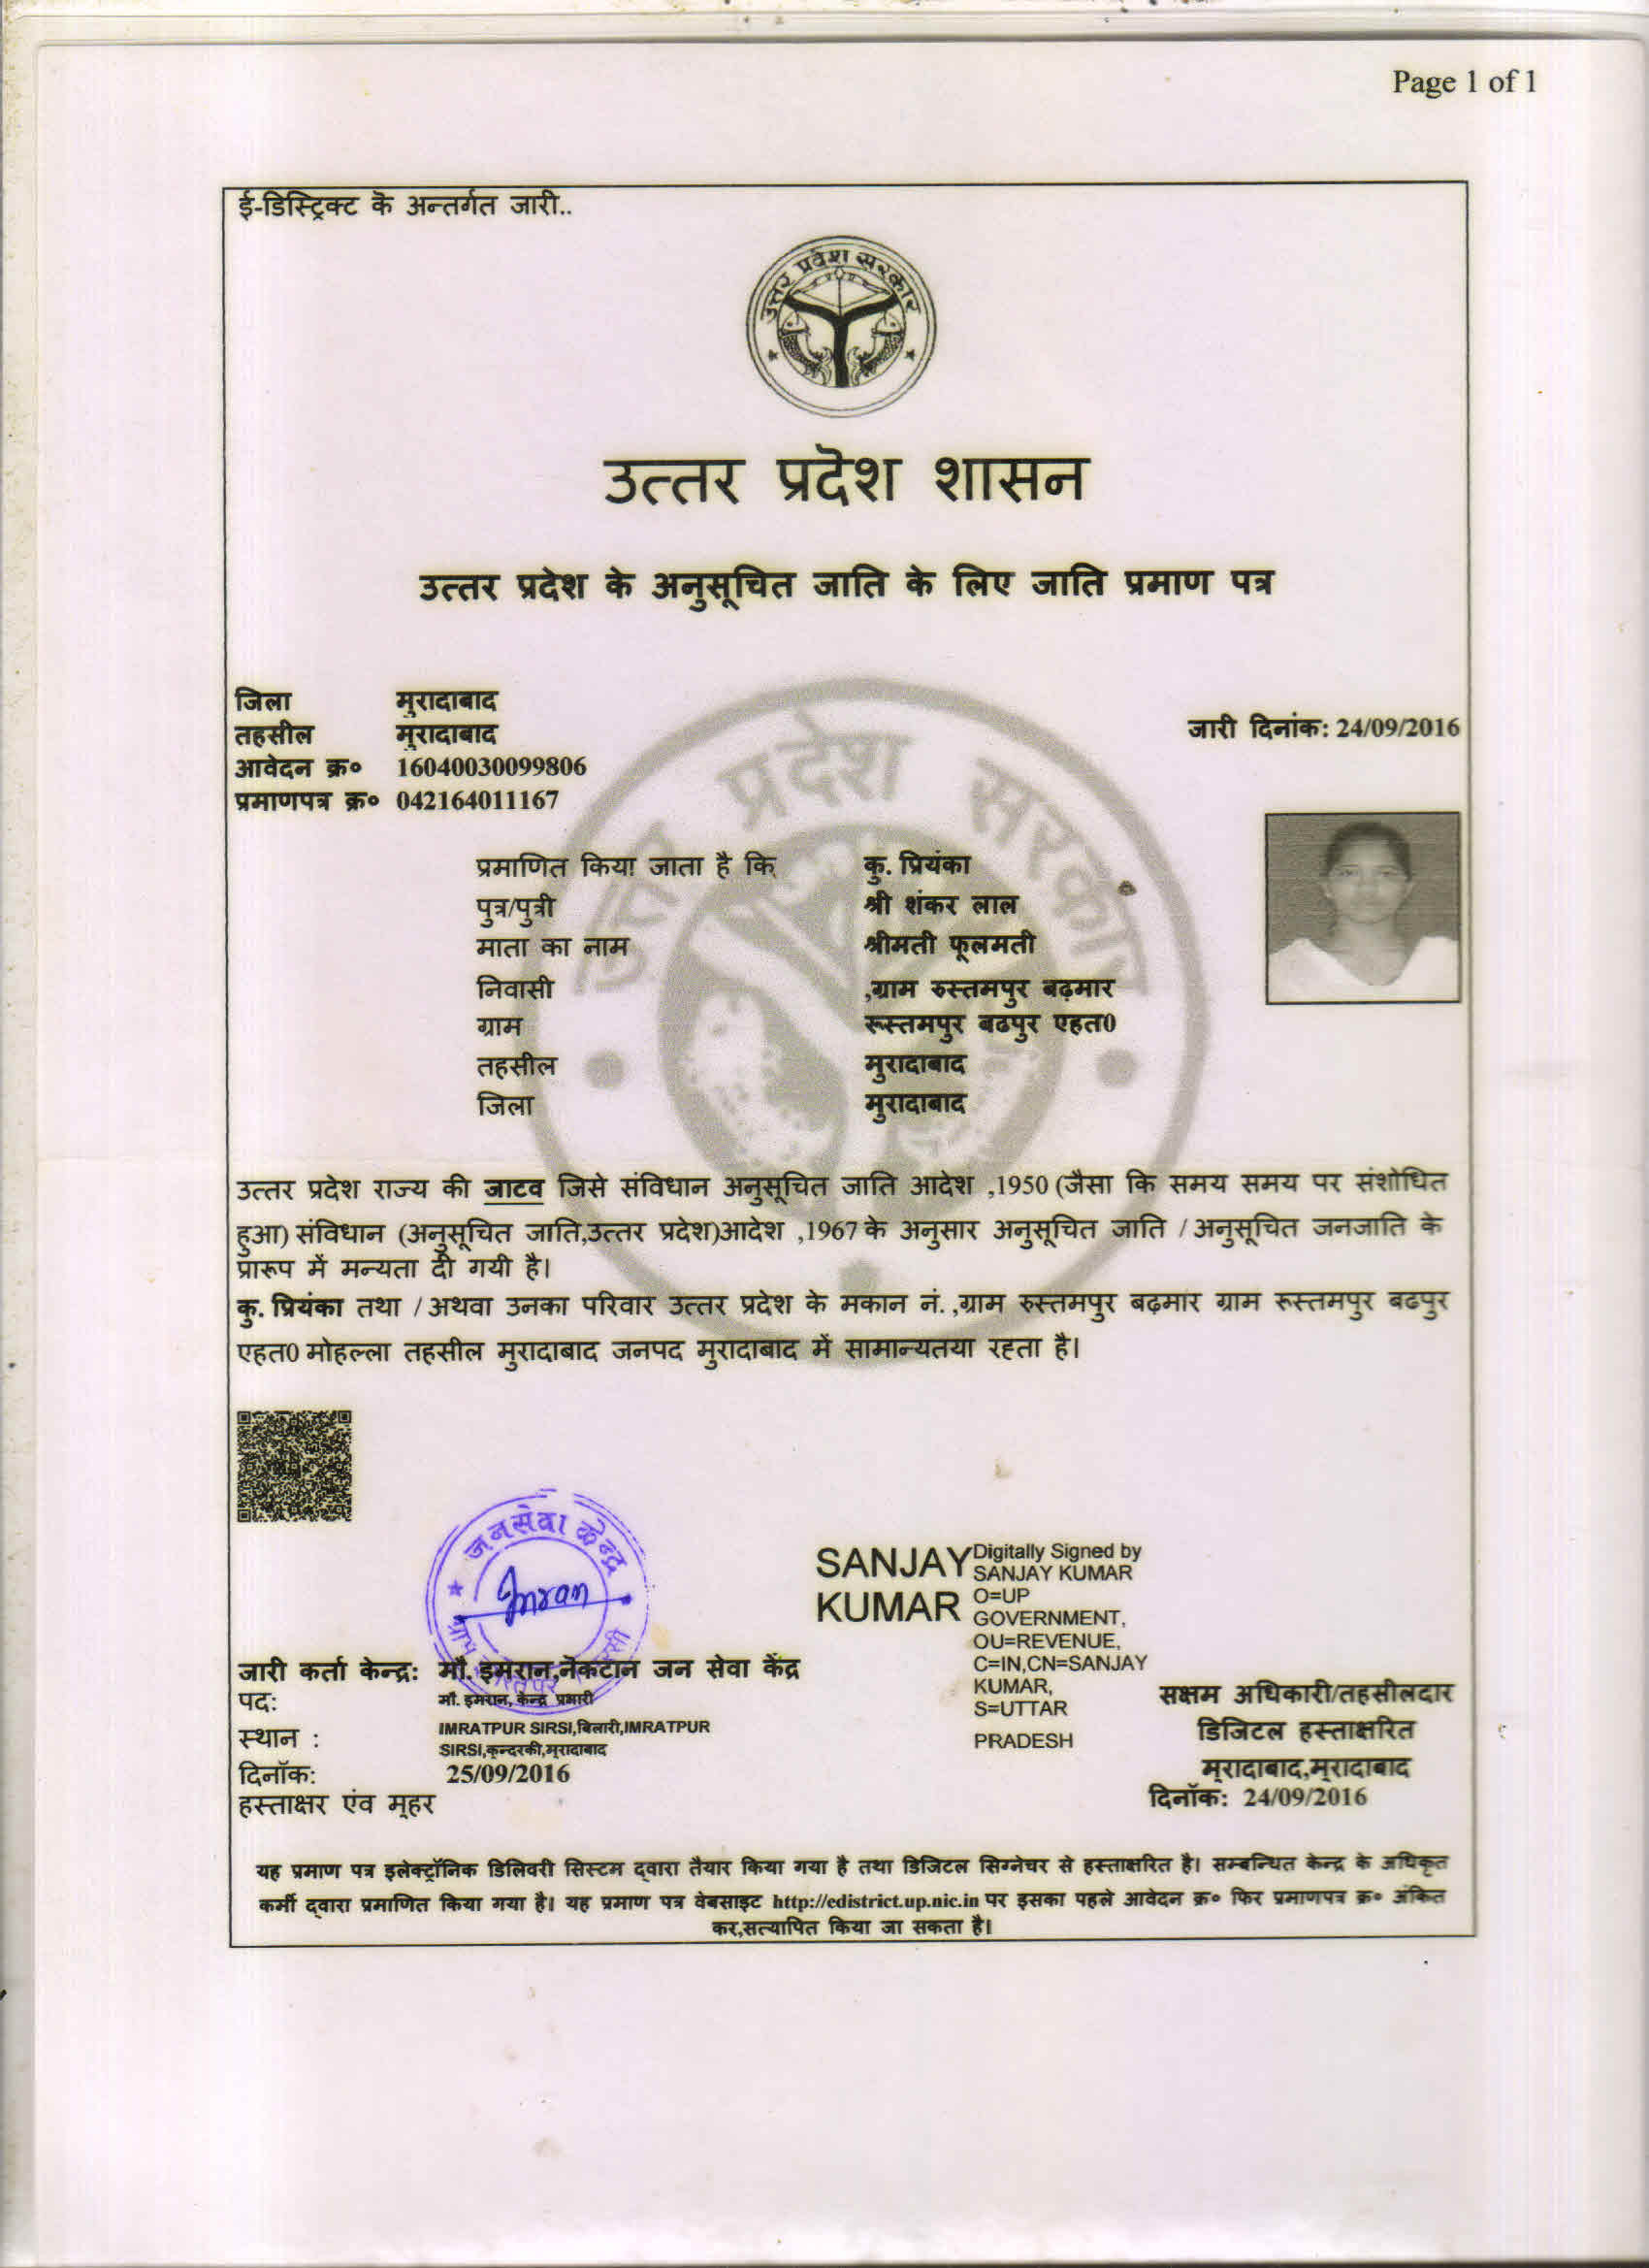 Page 1 of 1
ई-डिस्ट्रिक्ट के अन्तर्गत जारी..
उत्तर प्रदेश सरकार
उत्तर प्रदेश शासन
उत्तर प्रदेश के अनुसूचित जाति के लिए जाति प्रमाण पत्र
जिला मुरादाबाद
तहसील मुरादाबाद
जारी दिनांक: 24/09/2016
आवेदन क्र० 16040030099806
प्रमाणपत्र क्र० 042164011167
प्रमाणित किया जाता है कि कु. प्रियंका
पुत्र/पुत्री श्री शंकर लाल
माता का नाम श्रीमती फूलमती
निवासी ,ग्राम रुस्तमपुर बढ़मार
ग्राम रूस्तमपुर बढपुर एहत0
तहसील मुरादाबाद
जिला मुरादाबाद
उत्तर प्रदेश सरकार
उत्तर प्रदेश राज्य की जाटव जिसे संविधान अनुसूचित जाति आदेश ,1950 (जैसा कि समय समय पर संशोधित
हुआ) संविधान (अनुसूचित जाति,उत्तर प्रदेश)आदेश ,1967 के अनुसार अनुसूचित जाति / अनुसूचित जनजाति के
प्रारूप में मन्यता दी गयी है।
कु. प्रियंका तथा / अथवा उनका परिवार उत्तर प्रदेश के मकान नं. ,ग्राम रुस्तमपुर बढ़मार ग्राम रूस्तमपुर बढपुर
एहत0 मोहल्ला तहसील मुरादाबाद जनपद मुरादाबाद में सामान्यतया रहता है।
जनसेवा केन्द्र
Imran
SANJAY KUMAR
Digitally Signed by
SANJAY KUMAR
O=UP
GOVERNMENT,
OU=REVENUE,
C=IN,CN=SANJAY
KUMAR,
S=UTTAR
PRADESH
जारी कर्ता केन्द्र: मौ. इमरान,नेकटान जन सेवा केंद्र
पद: मौ. इमरान, केन्द्र प्रभारी
स्थान : IMRATPUR SIRSI,बिलारी,IMRATPUR
SIRSI,कुन्दरकी,मुरादाबाद
दिनॉक: 25/09/2016
हस्ताक्षर एंव मुहर
सक्षम अधिकारी/तहसीलदार
डिजिटल हस्ताक्षरित
मुरादाबाद,मुरादाबाद
दिनॉक: 24/09/2016
यह प्रमाण पत्र इलेक्ट्रॉनिक डिलिवरी सिस्टम द्वारा तैयार किया गया है तथा डिजिटल सिग्नेचर से हस्ताक्षरित है। सम्बन्धित केन्द्र के अधिकृत
कर्मी द्वारा प्रमाणित किया गया है। यह प्रमाण पत्र वेबसाइट http://edistrict.up.nic.in पर इसका पहले आवेदन क्र० फिर प्रमाणपत्र क्र० अंकित
कर,सत्यापित किया जा सकता है।